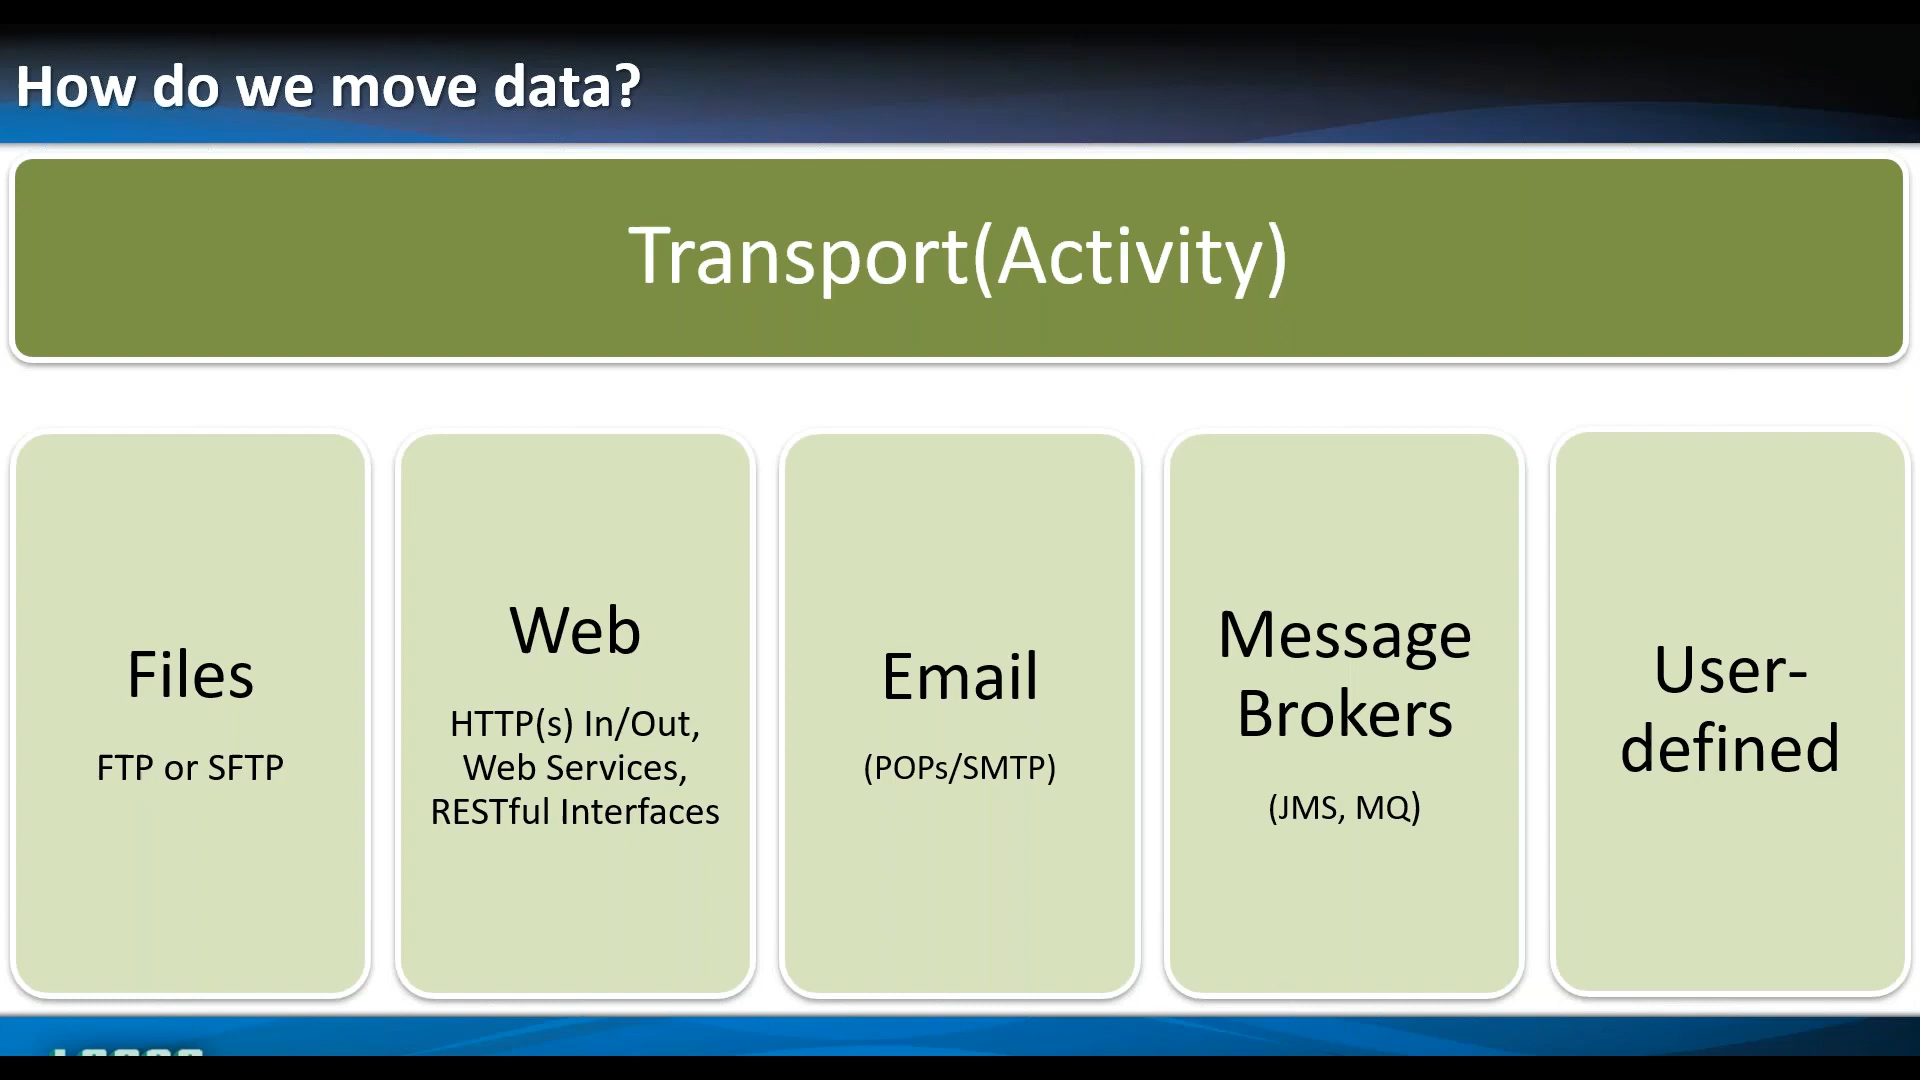 How do we move data?
Transport(Activity)
Files
FTP or SFTP
Web
HTTP(s) In/Out,
Web Services,
RESTful Interfaces
Email
(POPs/SMTP)
Message
Brokers
(JMS, MQ)
User-
defined